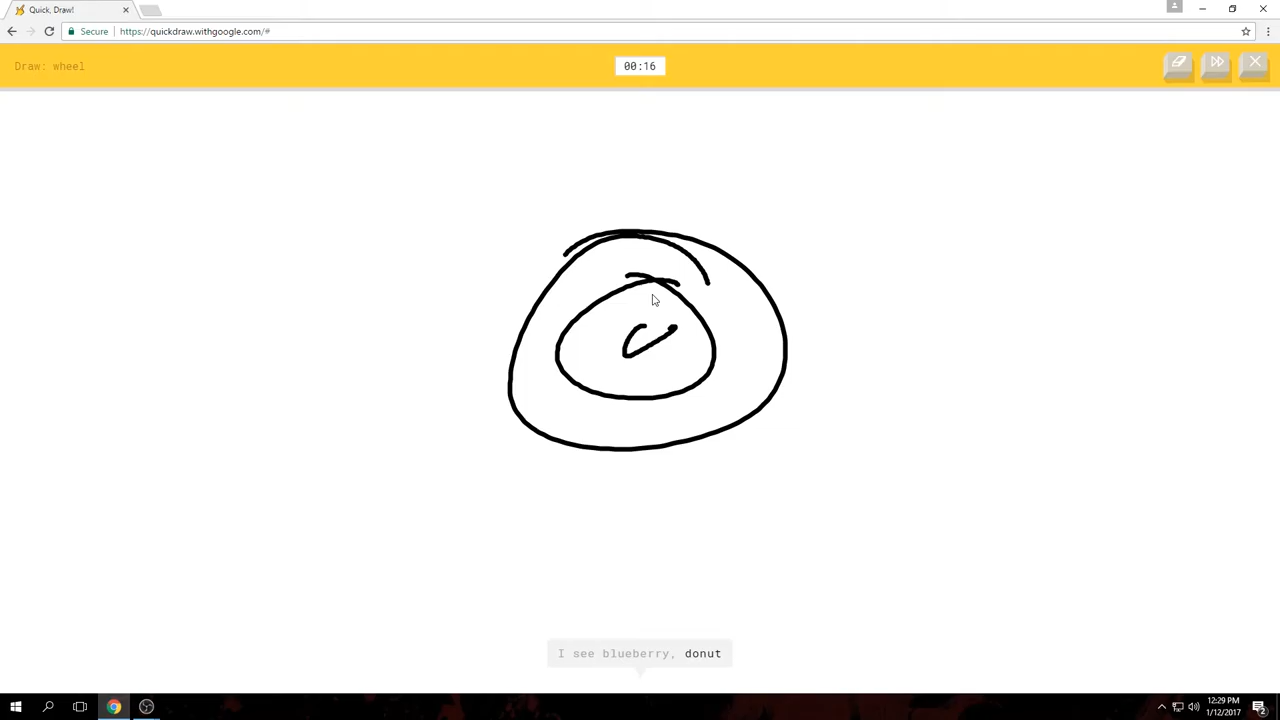 Quick, Draw!
Secure https://quickdraw.withgoogle.com/#
Draw: wheel
00:16
I see blueberry, donut
12:29 PM
1/12/2017
2